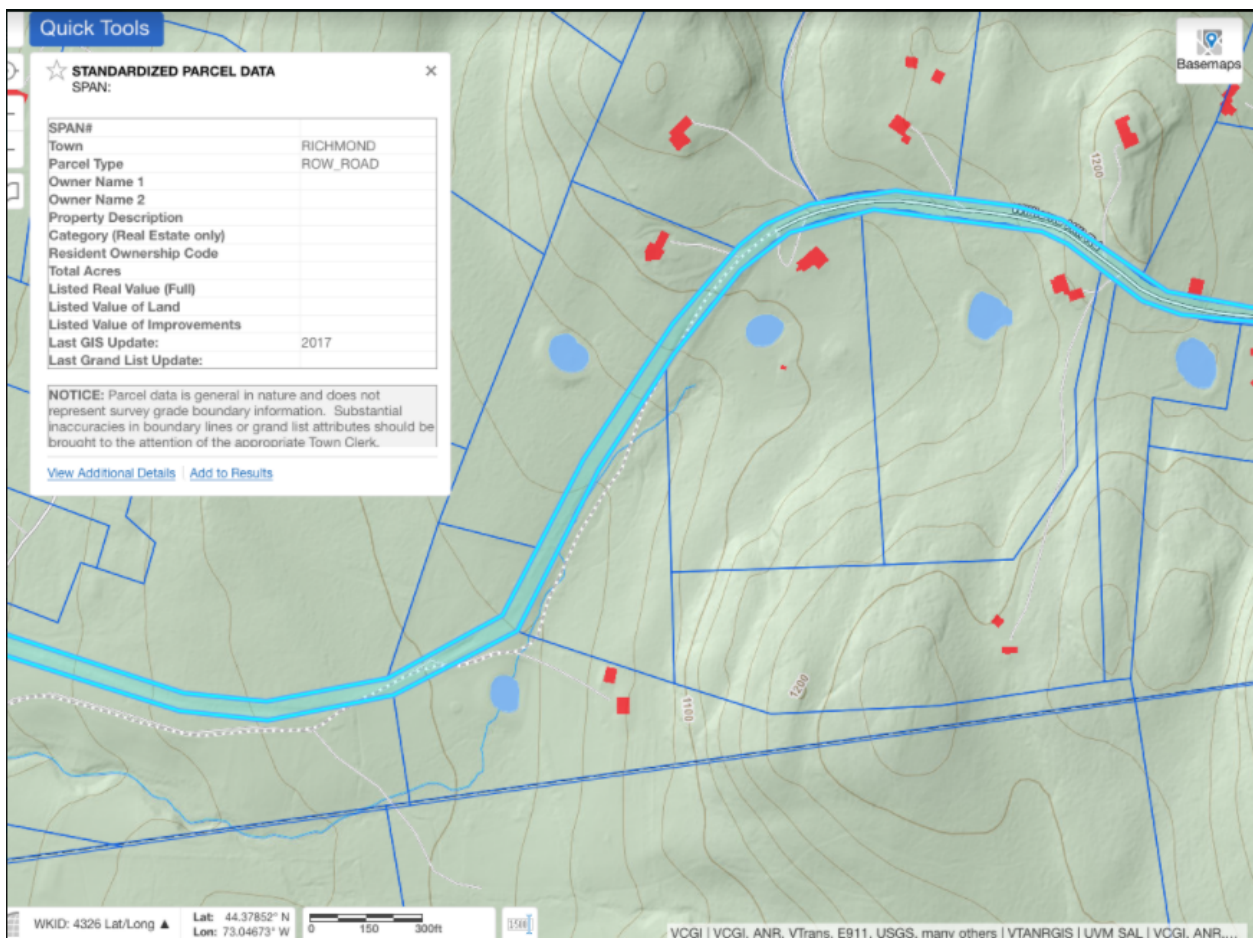 Quick Tools
STANDARDIZED PARCEL DATA
SPAN:
SPAN#
Town RICHMOND
Parcel Type ROW_ROAD
Owner Name 1
Owner Name 2
Property Description
Category (Real Estate only)
Resident Ownership Code
Total Acres
Listed Real Value (Full)
Listed Value of Land
Listed Value of Improvements
Last GIS Update: 2017
Last Grand List Update:
NOTICE: Parcel data is general in nature and does not
represent survey grade boundary information. Substantial
inaccuracies in boundary lines or grand list attributes should be
brought to the attention of the appropriate Town Clerk.
View Additional Details Add to Results
Basemaps
1200
1200
1100
WKID: 4326 Lat/Long ▲
Lat: 44.37852° N
Lon: 73.04673° W
0 150 300ft
1500
VCGI | VCGI, ANR, VTrans, E911, USGS, many others | VTANRGIS | UVM SAL | VCGI, ANR,...